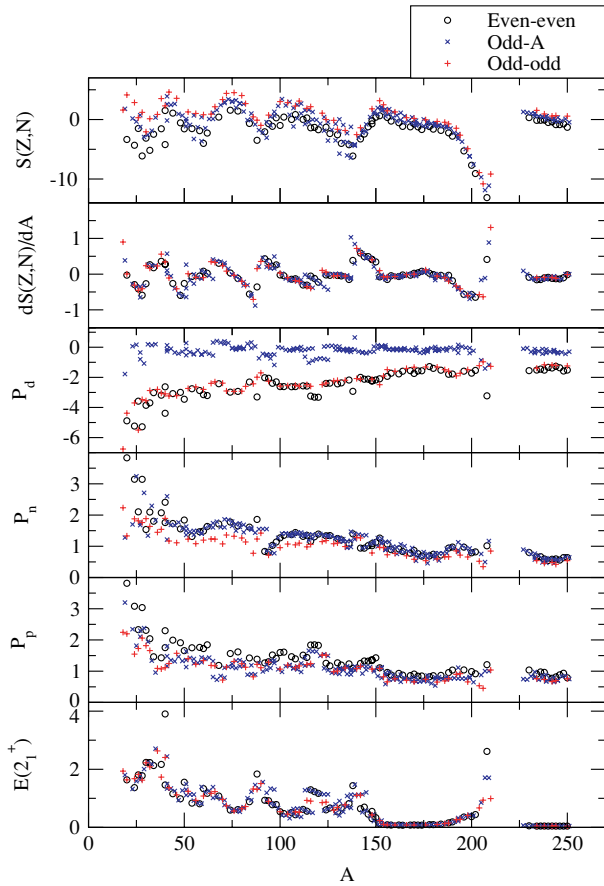 Even-even
Odd-A
Odd-odd
S(Z,N)
0
-10
dS(Z,N)/dA
1
0
-1
P_d
0
-2
-4
-6
P_n
3
2
1
0
P_p
3
2
1
0
E(2_1^+)
4
2
0
0
50
100
150
200
250
A